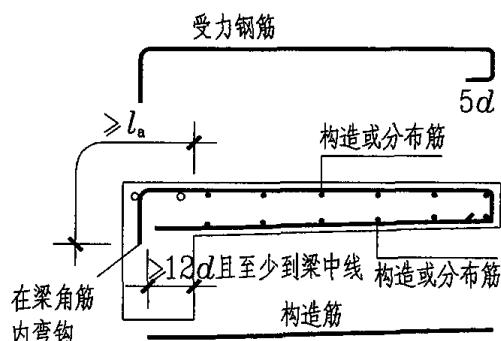 受力钢筋
5d
≥la
构造或分布筋
≥12d且至少到梁中线
构造或分布筋
在梁角筋
内弯钩
构造筋